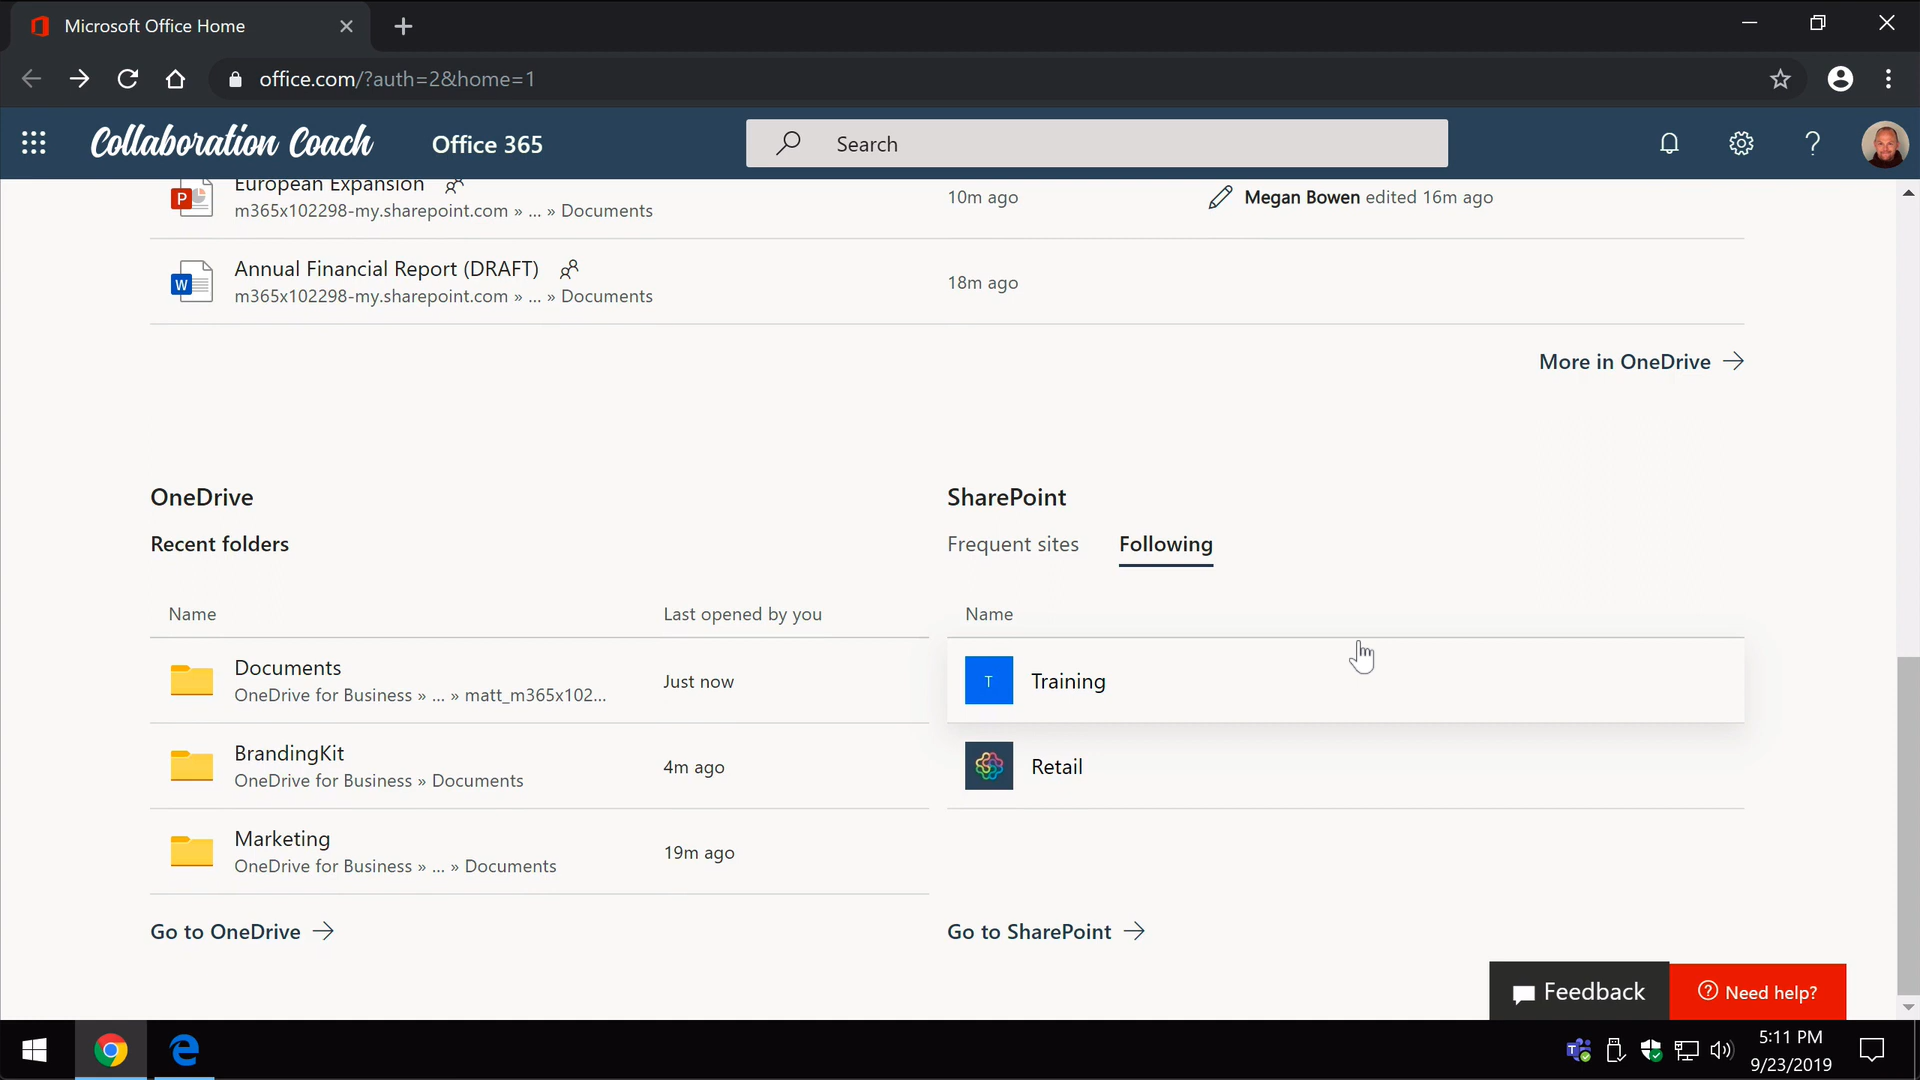 Microsoft Office Home
office.com/?auth=2&home=1
Collaboration Coach
Office 365
Search
European Expansion
m365x102298-my.sharepoint.com » ... » Documents
10m ago
Megan Bowen edited 16m ago
W
Annual Financial Report (DRAFT)
m365x102298-my.sharepoint.com » ... » Documents
18m ago
More in OneDrive
OneDrive
Recent folders
Name
Last opened by you
Documents
OneDrive for Business » ... » matt_m365x102...
Just now
BrandingKit
OneDrive for Business » Documents
4m ago
Marketing
OneDrive for Business » ... » Documents
19m ago
Go to OneDrive
SharePoint
Frequent sites
Following
Name
T
Training
Retail
Go to SharePoint
Feedback
Need help?
5:11 PM
9/23/2019